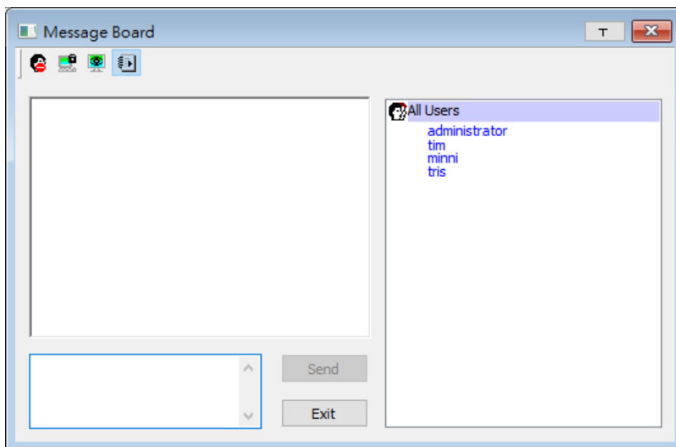 Message Board
T
All Users
administrator
tim
minni
tris
Send
Exit